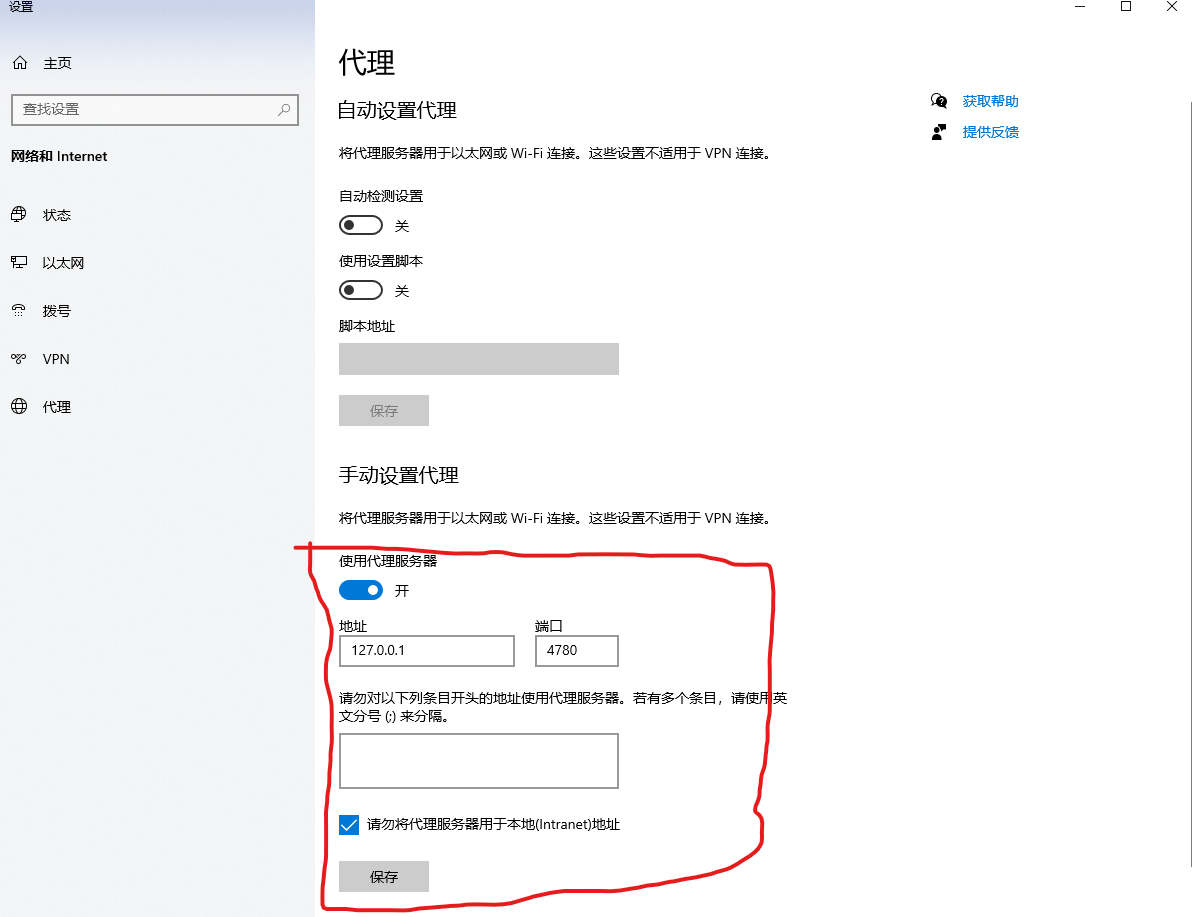 设置
主页
查找设置
网络和 Internet
状态
以太网
拨号
VPN
代理
代理
自动设置代理
将代理服务器用于以太网或 Wi-Fi 连接。这些设置不适用于 VPN 连接。
自动检测设置
关
使用设置脚本
关
脚本地址
保存
手动设置代理
将代理服务器用于以太网或 Wi-Fi 连接。这些设置不适用于 VPN 连接。
使用代理服务器
开
地址 端口
127.0.0.1 4780
请勿对以下列条目开头的地址使用代理服务器。若有多个条目，请使用英
文分号 (;) 来分隔。
请勿将代理服务器用于本地(Intranet)地址
保存
获取帮助
提供反馈